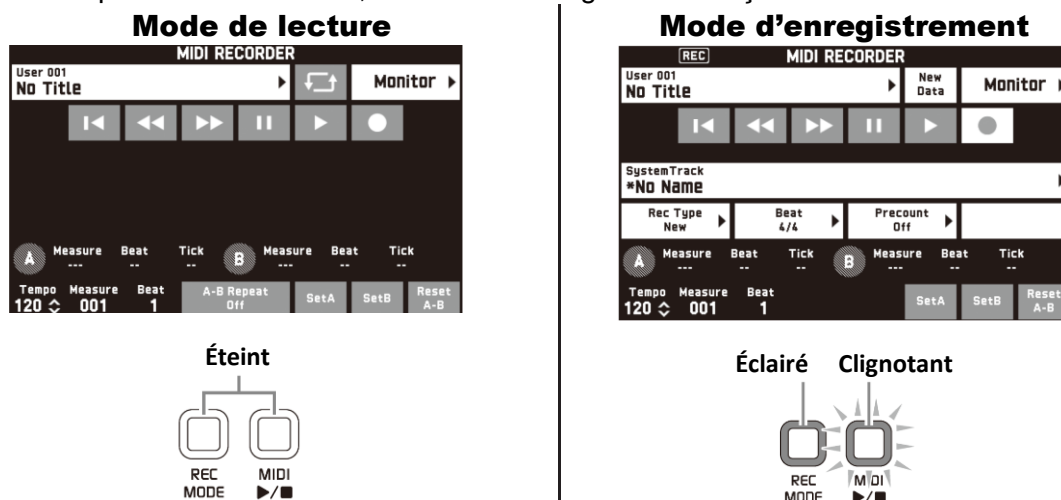 Mode de lecture
MIDI RECORDER
User 001
No Title
Monitor
A
Measure Beat Tick
--- -- --
B
Measure Beat Tick
--- -- --
Tempo Measure Beat
120 001 1
A-B Repeat
Off
SetA
SetB
Reset
A-B
Éteint
REC
MODE
MIDI
▶/■
Mode d’enregistrement
REC MIDI RECORDER
User 001
No Title
New
Data
Monitor
SystemTrack
*No Name
Rec Type
New
Beat
4/4
Precount
Off
A
Measure Beat Tick
--- -- --
B
Measure Beat Tick
--- -- --
Tempo Measure Beat
120 001 1
SetA
SetB
Reset
A-B
Éclairé Clignotant
REC
MODE
MIDI
▶/■